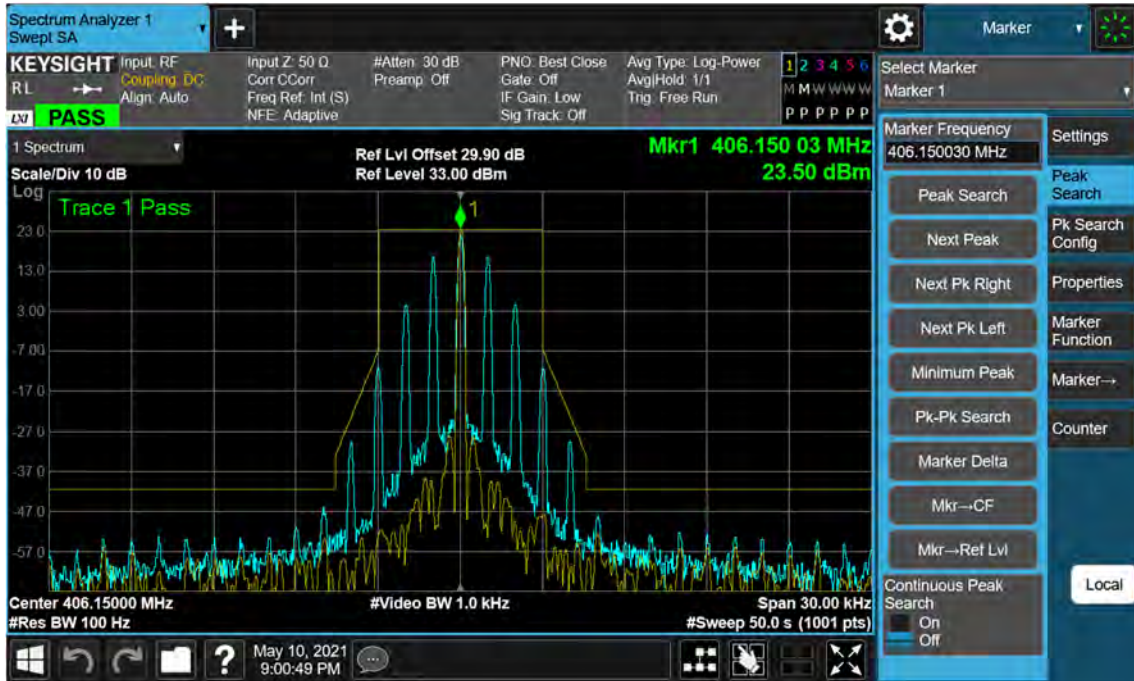 Spectrum Analyzer 1
Swept SA
Marker
KEYSIGHT
RL
LXI
PASS
Input: RF
Coupling: DC
Align: Auto
Input Z: 50 Ω
Corr CCorr
Freq Ref: Int (S)
NFE: Adaptive
#Atten: 30 dB
Preamp: Off
PNO: Best Close
Gate: Off
IF Gain: Low
Sig Track: Off
Avg Type: Log-Power
Avg|Hold: 1/1
Trig: Free Run
1 2 3 4 5 6
M M W W W W
P P P P P P
Select Marker
Marker 1
1 Spectrum
Scale/Div 10 dB
Ref Lvl Offset 29.90 dB
Ref Level 33.00 dBm
Mkr1 406.150 03 MHz
23.50 dBm
Log
Trace 1 Pass
1
23.0
13.0
3.00
-7.00
-17.0
-27.0
-37.0
-47.0
-57.0
Center 406.15000 MHz
#Res BW 100 Hz
#Video BW 1.0 kHz
Span 30.00 kHz
#Sweep 50.0 s (1001 pts)
Marker Frequency
406.150030 MHz
Peak Search
Next Peak
Next Pk Right
Next Pk Left
Minimum Peak
Pk-Pk Search
Marker Delta
Mkr→CF
Mkr→Ref Lvl
Continuous Peak
Search
On
Off
Settings
Peak
Search
Pk Search
Config
Properties
Marker
Function
Marker→
Counter
Local
?
May 10, 2021
9:00:49 PM